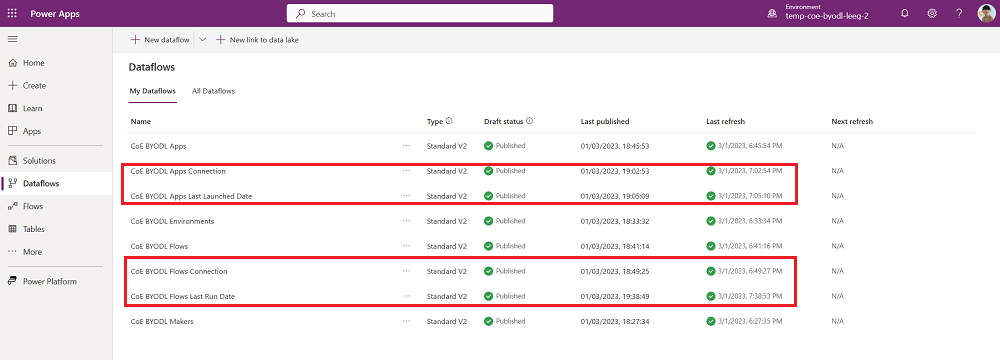 Power Apps
Search
Environment
temp-coe-byodl-leeg-2
New dataflow
New link to data lake
Home
Create
Learn
Apps
Solutions
Dataflows
Flows
Tables
More
Power Platform
Dataflows
My Dataflows All Dataflows
Name Type Draft status Last published Last refresh Next refresh
CoE BYODL Apps ... Standard V2 Published 01/03/2023, 18:45:53 3/1/2023, 6:45:54 PM N/A
CoE BYODL Apps Connection ... Standard V2 Published 01/03/2023, 19:02:53 3/1/2023, 7:02:54 PM N/A
CoE BYODL Apps Last Launched Date ... Standard V2 Published 01/03/2023, 19:05:09 3/1/2023, 7:05:10 PM N/A
CoE BYODL Environments ... Standard V2 Published 01/03/2023, 18:33:32 3/1/2023, 6:33:34 PM N/A
CoE BYODL Flows ... Standard V2 Published 01/03/2023, 18:41:14 3/1/2023, 6:41:16 PM N/A
CoE BYODL Flows Connection ... Standard V2 Published 01/03/2023, 18:49:25 3/1/2023, 6:49:27 PM N/A
CoE BYODL Flows Last Run Date ... Standard V2 Published 01/03/2023, 19:38:49 3/1/2023, 7:38:53 PM N/A
CoE BYODL Makers ... Standard V2 Published 01/03/2023, 18:27:34 3/1/2023, 6:27:35 PM N/A